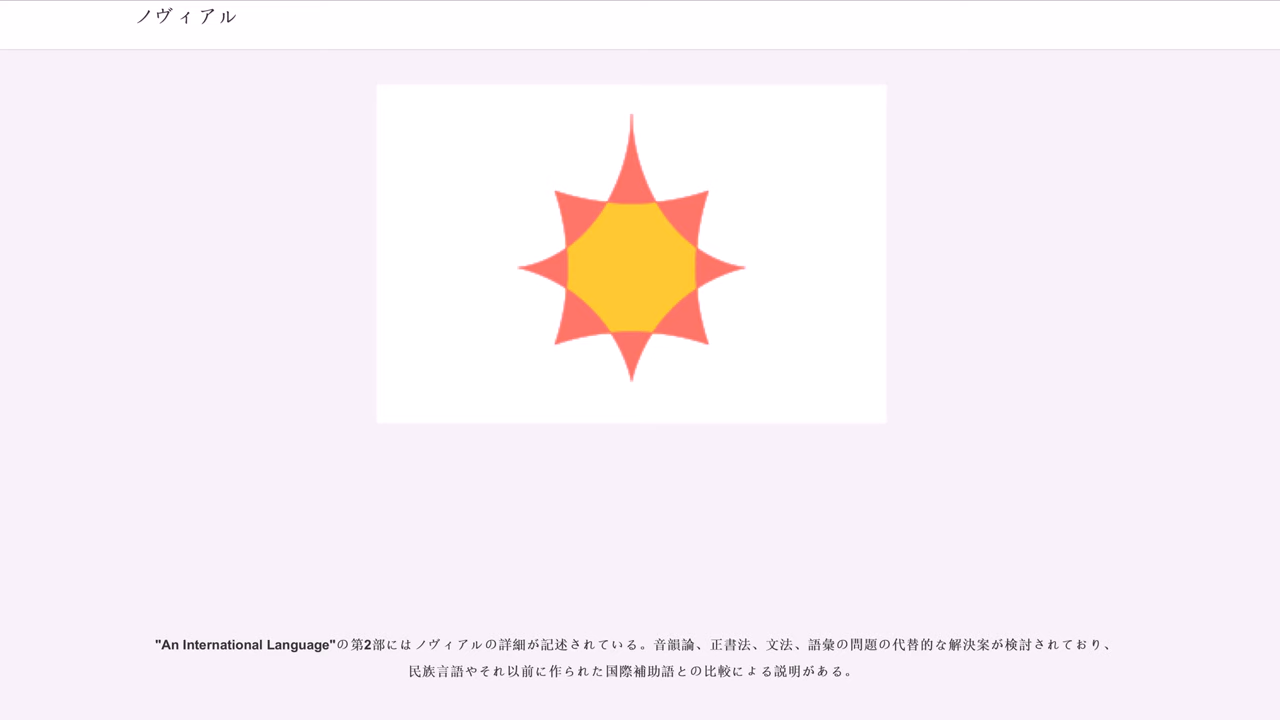 ノヴィアル
"An International Language"の第2部にはノヴィアルの詳細が記述されている。音韻論、正書法、文法、語彙の問題の代替的な解決案が検討されており、
民族言語やそれ以前に作られた国際補助語との比較による説明がある。